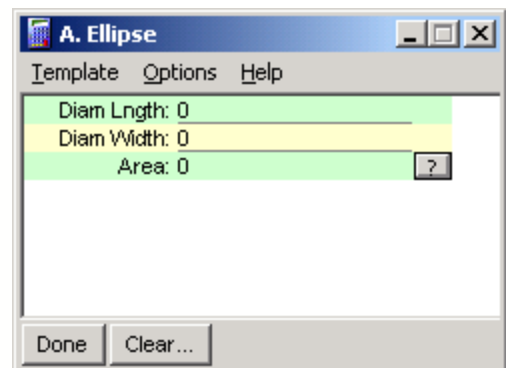 A. Ellipse
Template Options Help
Diam Lngth: 0
Diam Width: 0
Area: 0 ?
Done Clear...